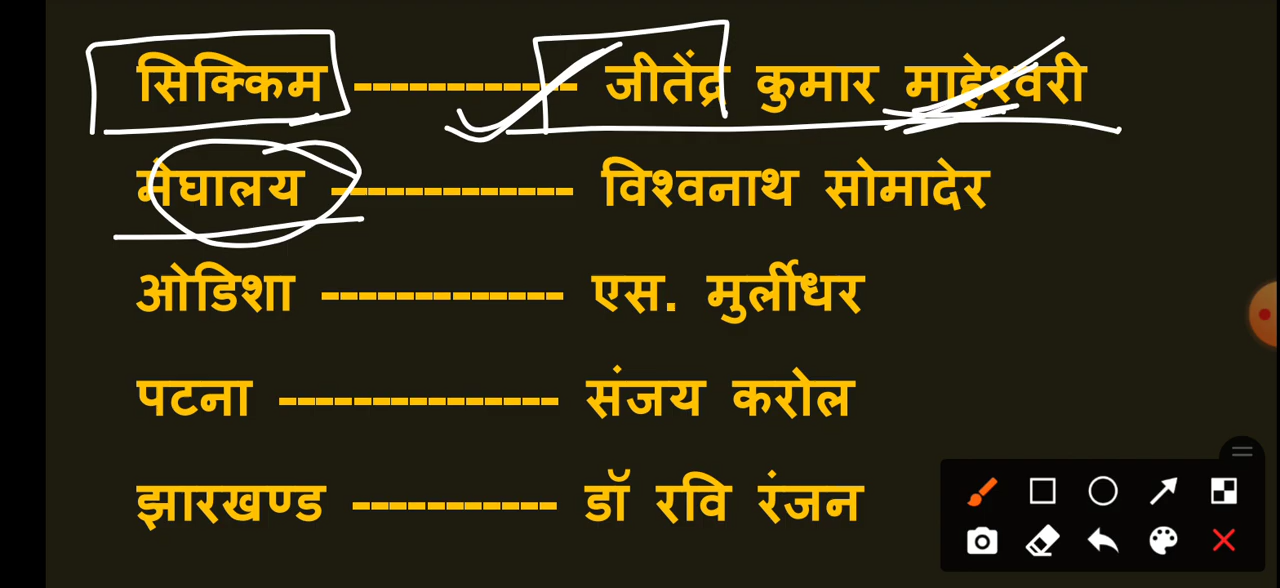 सिक्किम ----------- जीतेंद्र कुमार माहेश्वरी
मेघालय ------------- विश्वनाथ सोमादेर
ओडिशा ------------- एस. मुर्लीधर
पटना --------------- संजय करोल
झारखण्ड ---------- डॉ रवि रंजन